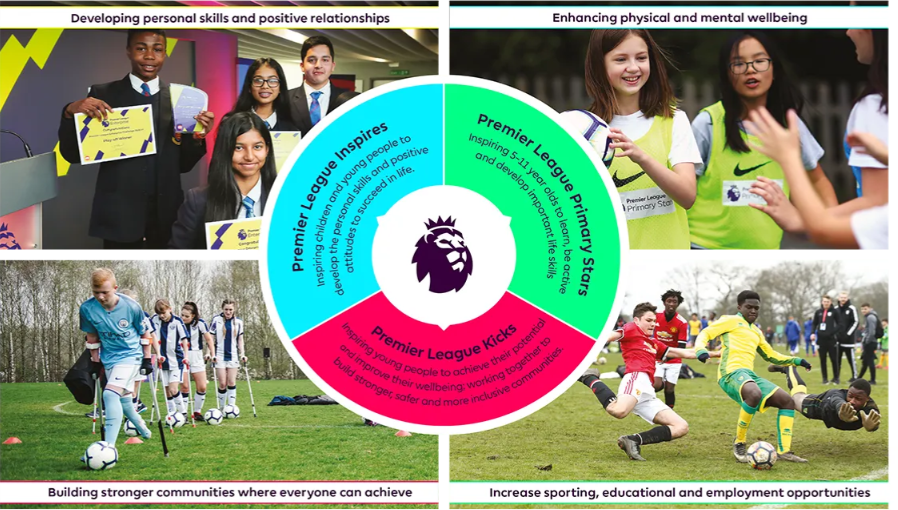 Developing personal skills and positive relationships
Enhancing physical and mental wellbeing
Premier League Inspires
Inspiring children and young people to
develop the personal skills and positive
attitudes to succeed in life.
Premier League Primary Stars
Inspiring 5-11 year olds to learn, be active
and develop important life skills
Premier League
Primary Stars
Premier League Kicks
Inspiring young people to achieve their potential
and improve their wellbeing; working together to
build stronger, safer and more inclusive communities.
Building stronger communities where everyone can achieve
Increase sporting, educational and employment opportunities